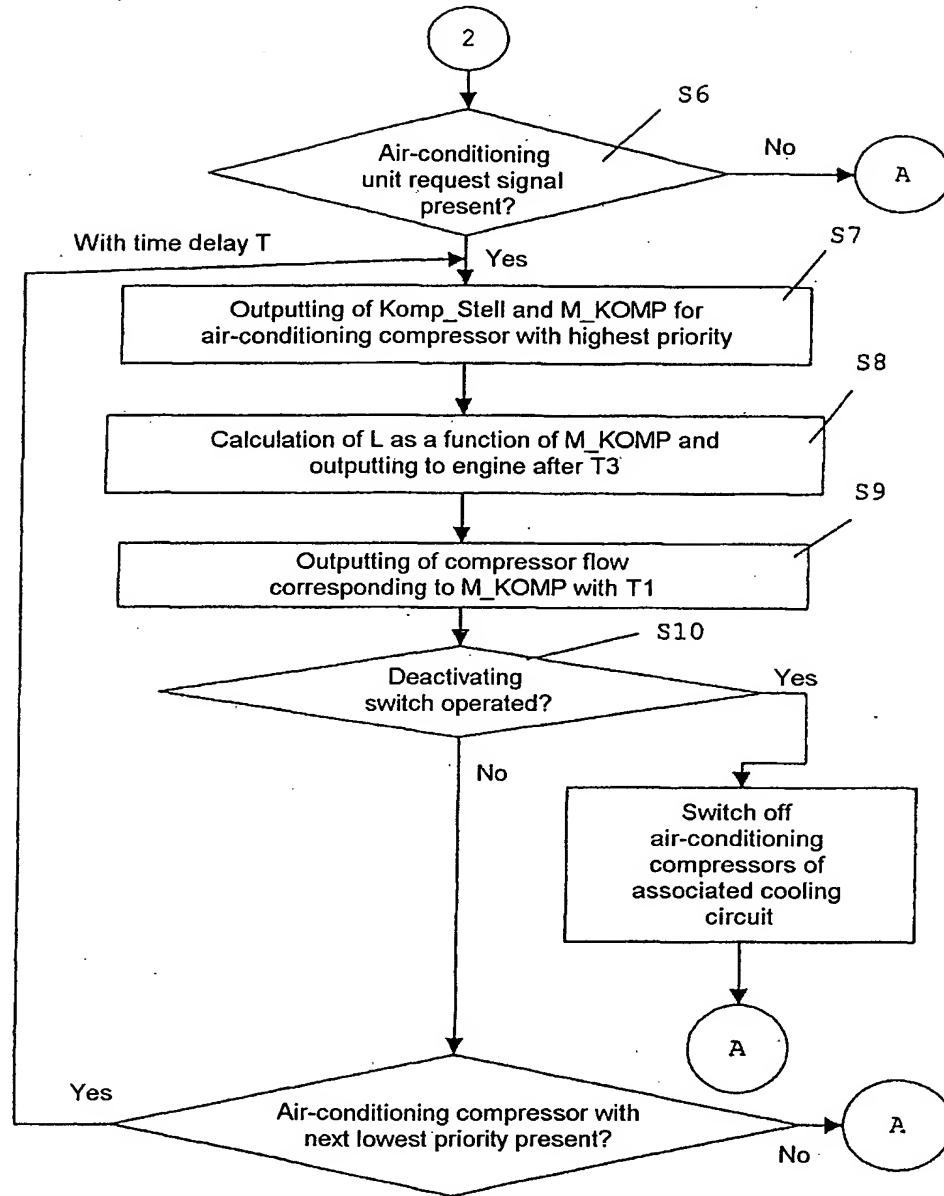 2
S6
Air-conditioning
unit request signal
present?
No
A
With time delay T
Yes
S7
Outputting of Komp_Stell and M_KOMP for
air-conditioning compressor with highest priority
S8
Calculation of L as a function of M_KOMP and
outputting to engine after T3
S9
Outputting of compressor flow
corresponding to M_KOMP with T1
S10
Deactivating
switch operated?
Yes
No
Switch off
air-conditioning
compressors of
associated cooling
circuit
A
Yes
Air-conditioning compressor with
next lowest priority present?
No
A